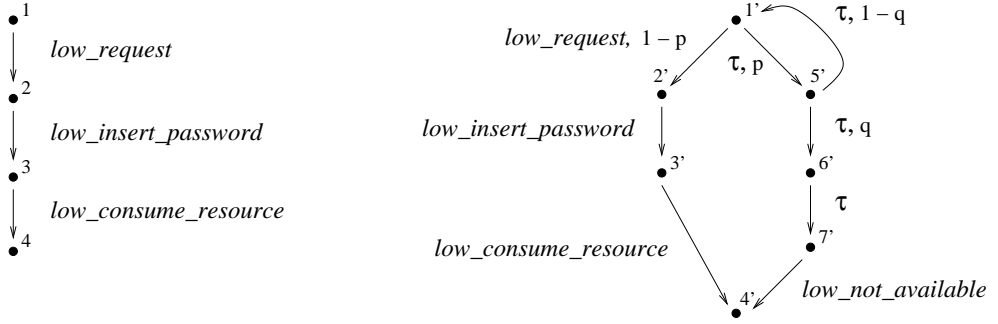 1
low_request
2
low_insert_password
3
low_consume_resource
4
1'
τ, 1 – q
low_request, 1 – p
τ, p
2'
5'
low_insert_password
τ, q
3'
6'
τ
low_consume_resource
7'
low_not_available
4'